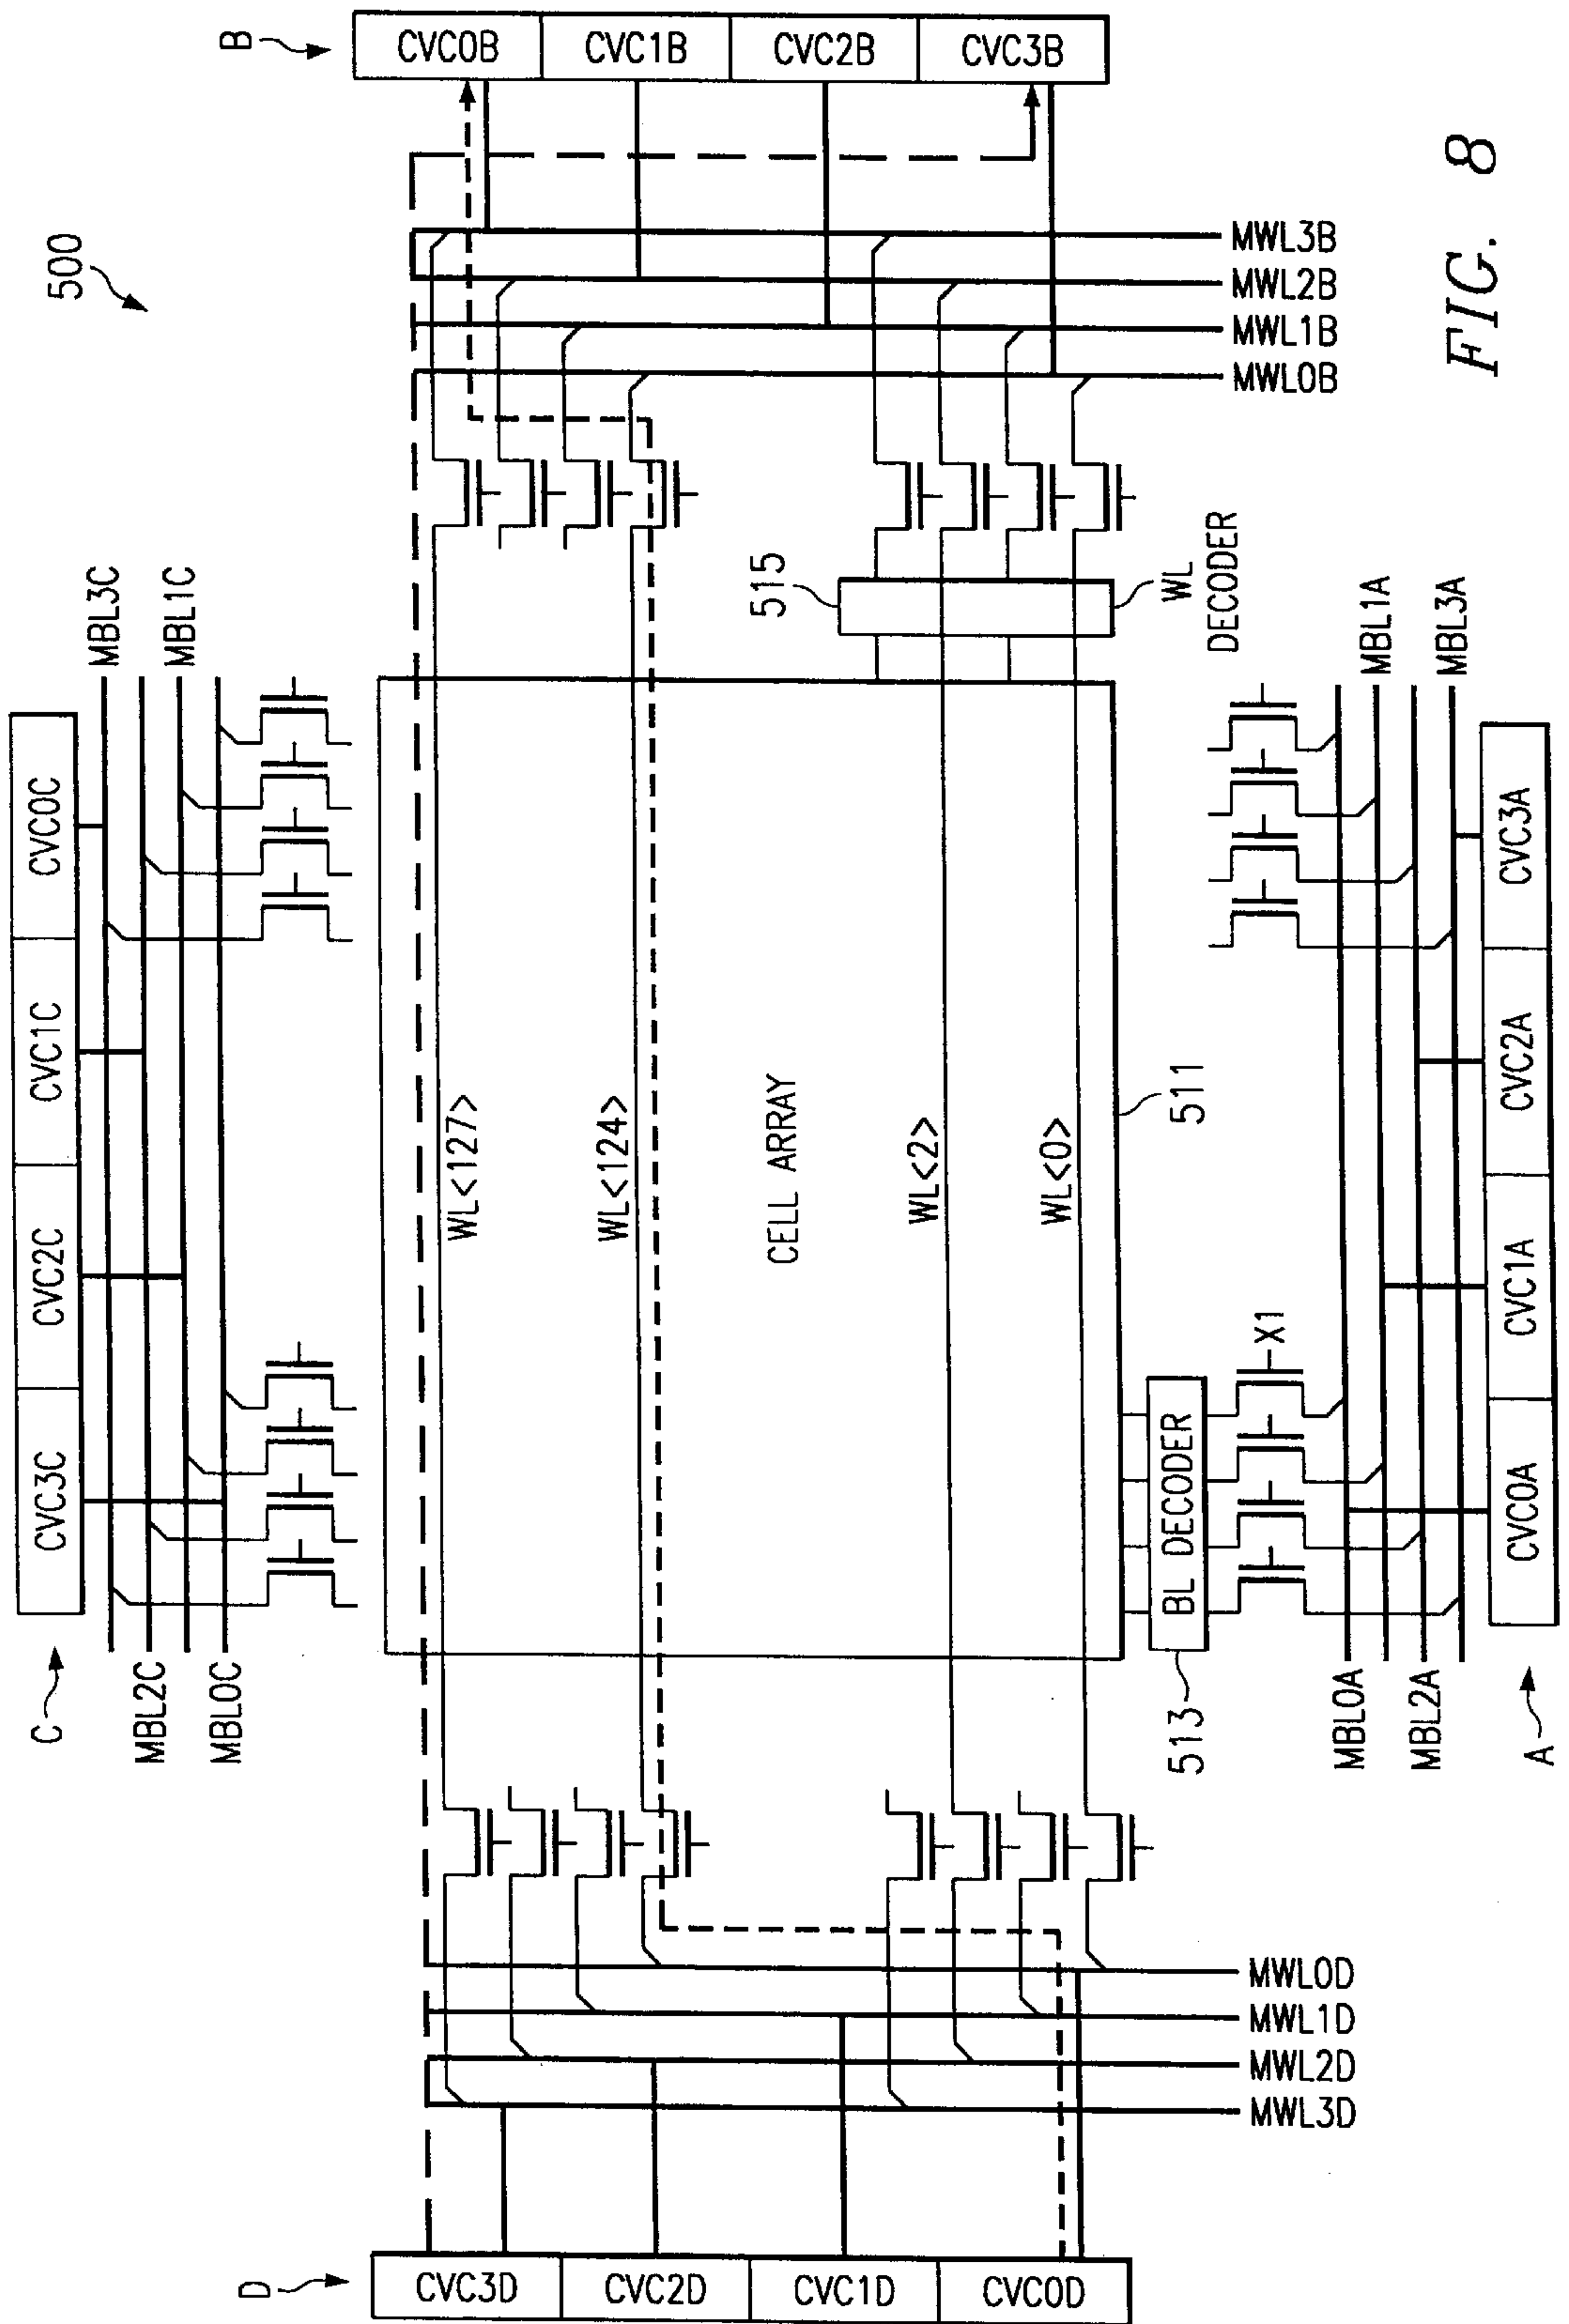 500
B
CVC0B
CVC1B
CVC2B
CVC3B
MWL3B
MWL2B
MWL1B
MWL0B
FIG. 8
C
CVC3C
CVC2C
CVC1C
CVC0C
MBL3C
MBL1C
MBL2C
MBL0C
WL<127>
WL<124>
CELL ARRAY
WL<2>
WL<0>
511
515
WL
DECODER
513
BL DECODER
X1
MBL1A
MBL3A
MBL0A
MBL2A
A
CVC0A
CVC1A
CVC2A
CVC3A
MWL0D
MWL1D
MWL2D
MWL3D
D
CVC3D
CVC2D
CVC1D
CVC0D